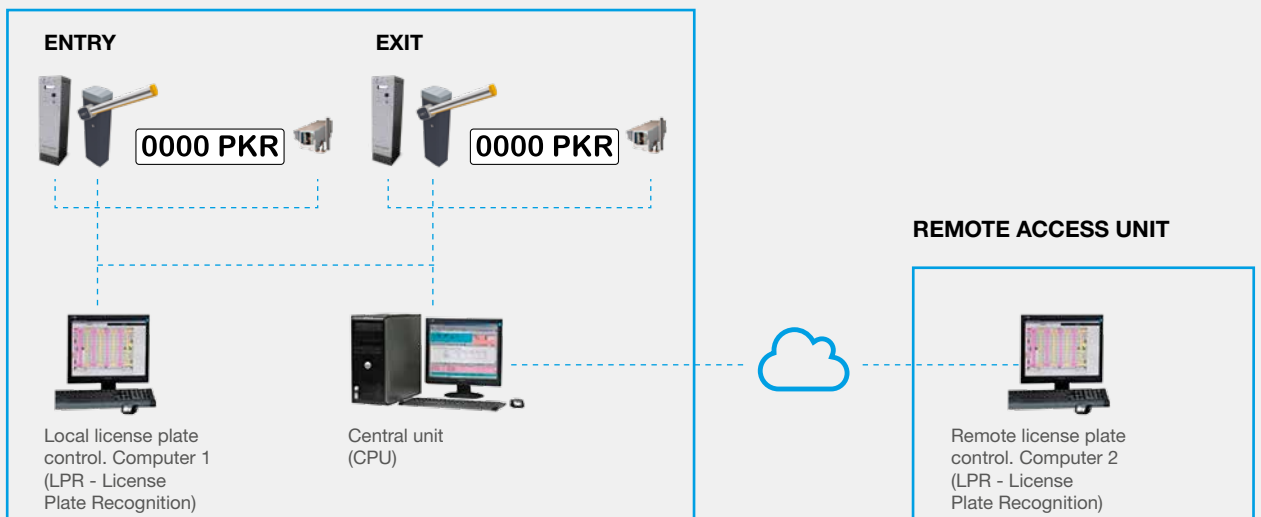 ENTRY
EXIT
0000 PKR
0000 PKR
REMOTE ACCESS UNIT
Local license plate
control. Computer 1
(LPR - License
Plate Recognition)
Central unit
(CPU)
Remote license plate
control. Computer 2
(LPR - License
Plate Recognition)